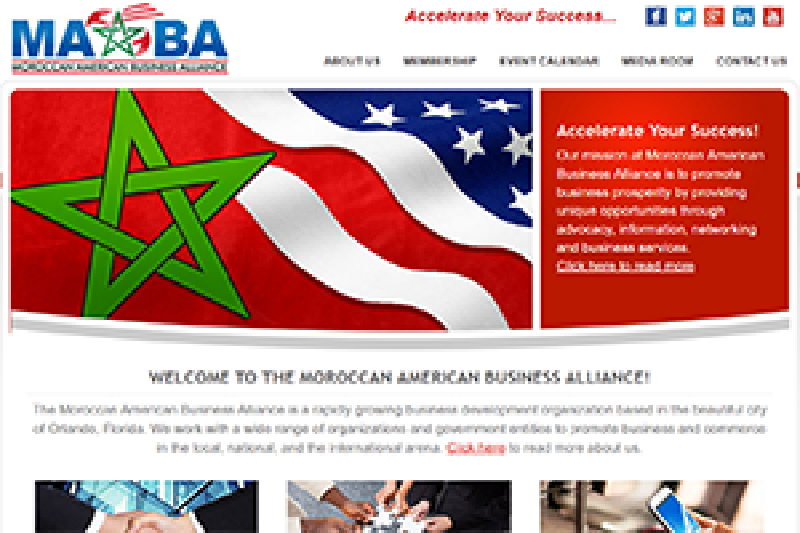 MA BA
MOROCCAN AMERICAN BUSINESS ALLIANCE
Accelerate Your Success...
ABOUT US MEMBERSHIP EVENT CALENDAR MEDIA ROOM CONTACT US
Accelerate Your Success!
Our mission at Moroccan American
Business Alliance is to promote
business prosperity by providing
unique opportunities through
advocacy, information, networking
and business services.
Click here to read more
WELCOME TO THE MOROCCAN AMERICAN BUSINESS ALLIANCE!
The Moroccan American Business Alliance is a rapidly growing business development organization based in the beautiful city
of Orlando, Florida. We work with a wide range of organizations and government entities to promote business and commerce
in the local, national, and the international arena. Click here to read more about us.